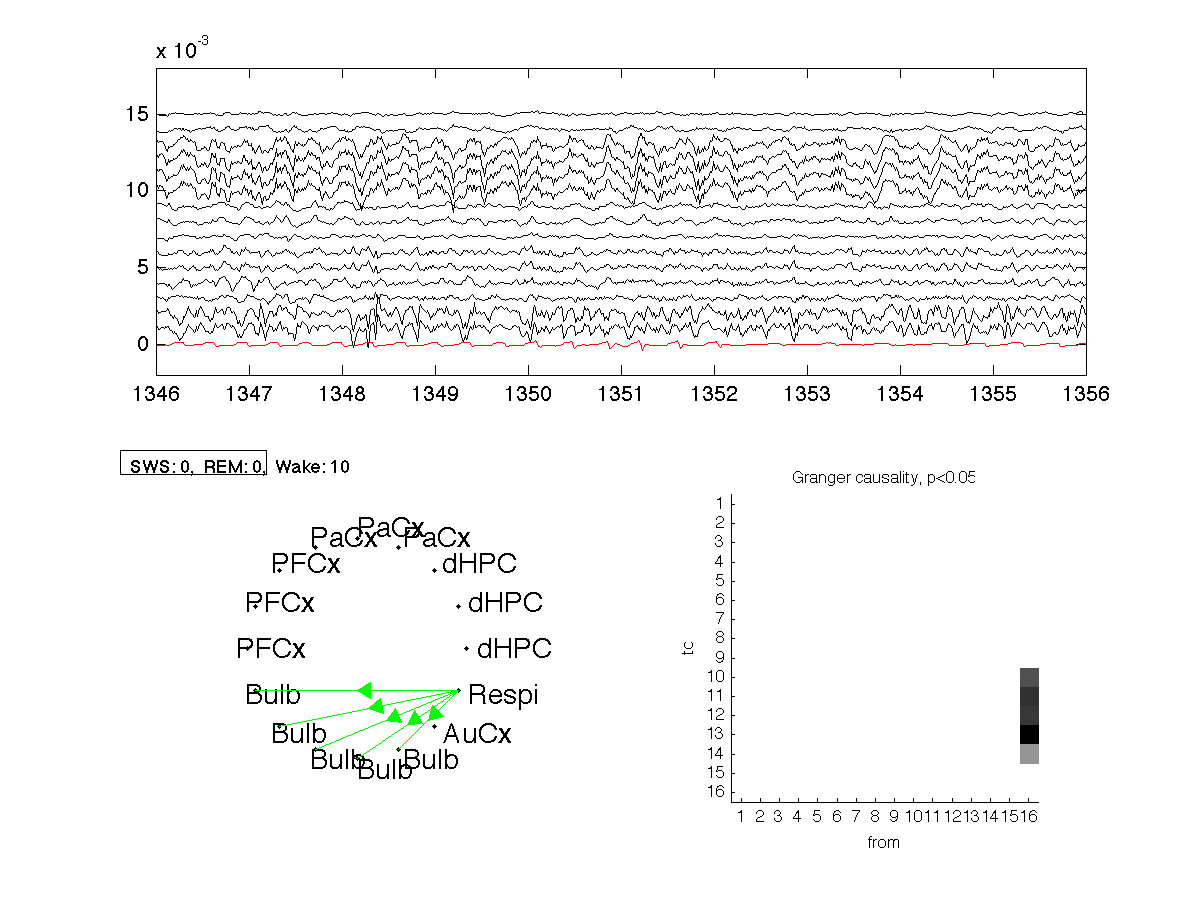 x 10-3
15
10
5
0
1346 1347 1348 1349 1350 1351 1352 1353 1354 1355 1356
SWS: 0, REM: 0, Wake: 10
PaCx
PaCx PaCx
PFCx dHPC
PFCx dHPC
PFCx dHPC
Bulb Respi
Bulb AuCx
Bulb Bulb
Bulb
Granger causality, p<0.05
1
2
3
4
5
6
7
8
9
10
11
12
13
14
15
16
tc
1 2 3 4 5 6 7 8 9 10 11 12 13 14 15 16
from